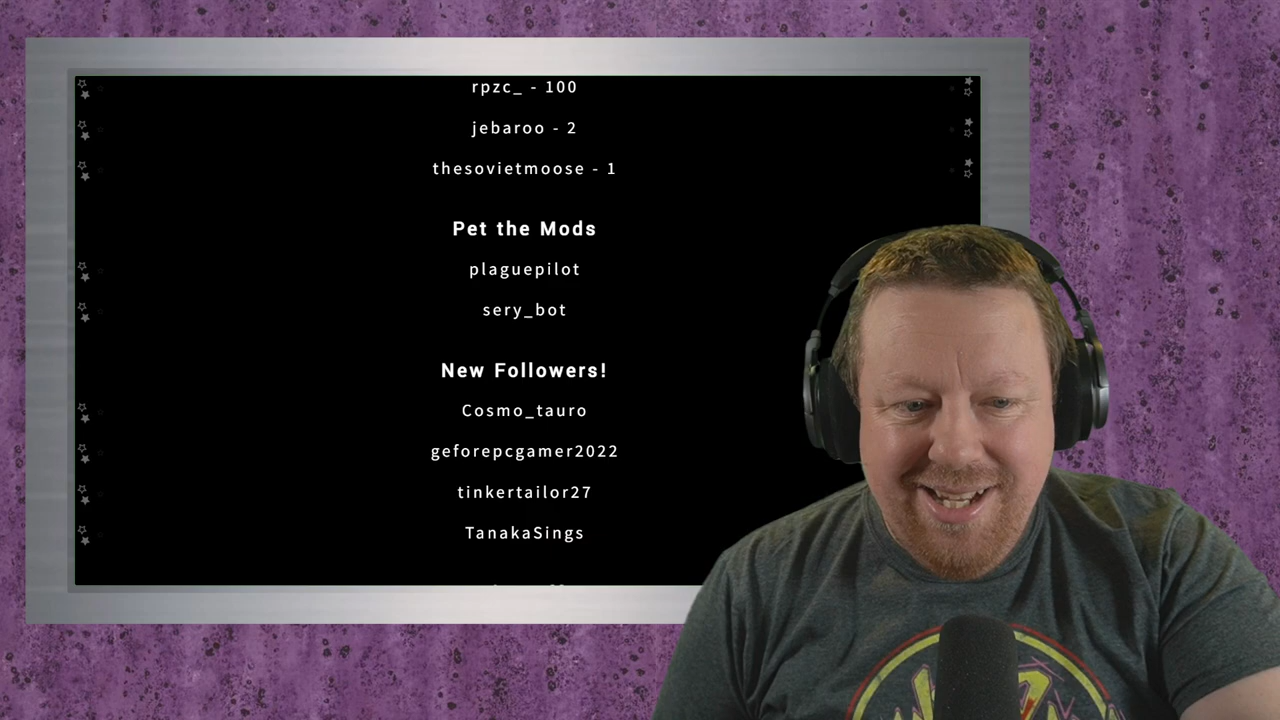 rpzc_ - 100
jebaroo - 2
thesovietmoose - 1
Pet the Mods
plaguepilot
sery_bot
New Followers!
Cosmo_tauro
geforepcgamer2022
tinkertailor27
TanakaSings